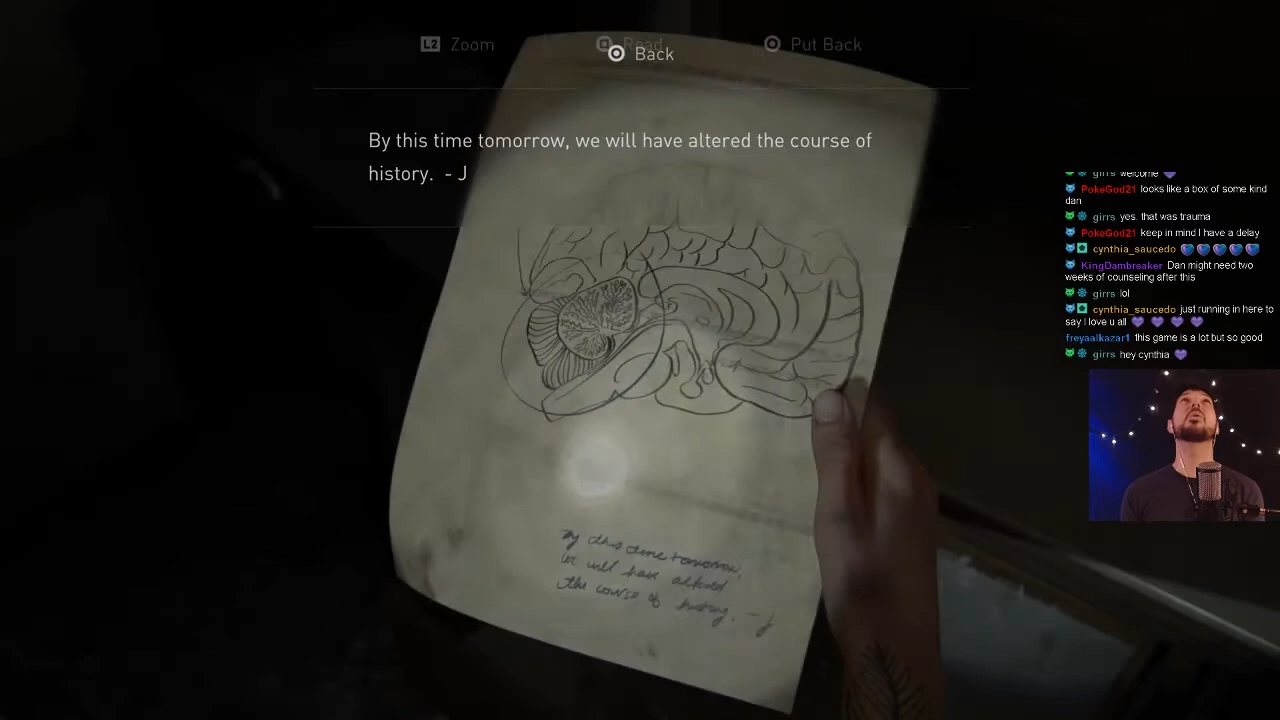 L2 Zoom
Read
Put Back
Back
By this time tomorrow, we will have altered the course of
history. - J
By this time tomorrow,
we will have altered
the course of history. - J
girrs welcome 💜
PokeGod21 looks like a box of some kind
dan
girrs yes. that was trauma
PokeGod21 keep in mind I have a delay
cynthia_saucedo 💙💙💙💙💙
KingDambreaker Dan might need two
weeks of counseling after this
girrs lol
cynthia_saucedo just running in here to
say I love u all 💜 💜 💜 💜
freyaalkazar1 this game is a lot but so good
girrs hey cynthia 💜